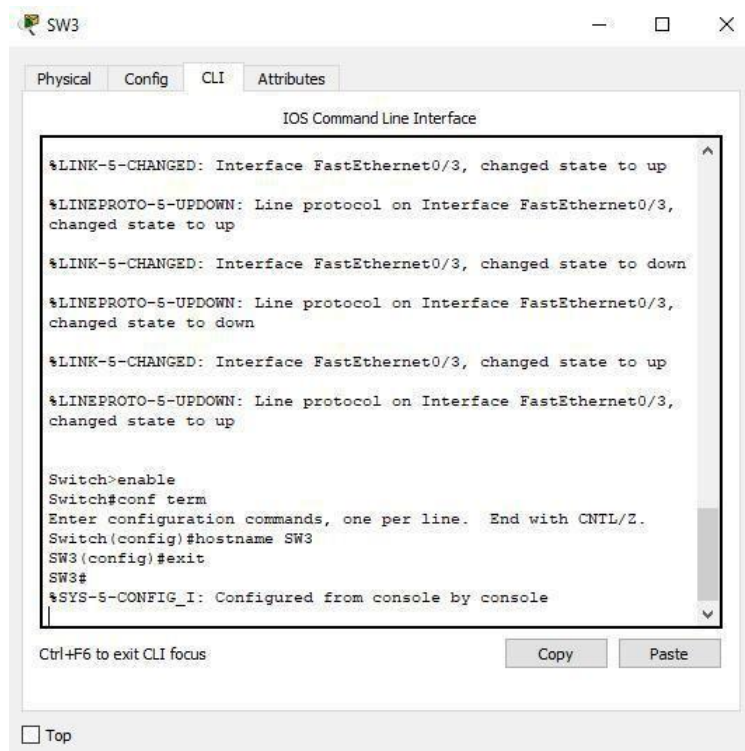 SW3
Physical Config CLI Attributes
IOS Command Line Interface
%LINK-5-CHANGED: Interface FastEthernet0/3, changed state to up
%LINEPROTO-5-UPDOWN: Line protocol on Interface FastEthernet0/3,
changed state to up
%LINK-5-CHANGED: Interface FastEthernet0/3, changed state to down
%LINEPROTO-5-UPDOWN: Line protocol on Interface FastEthernet0/3,
changed state to down
%LINK-5-CHANGED: Interface FastEthernet0/3, changed state to up
%LINEPROTO-5-UPDOWN: Line protocol on Interface FastEthernet0/3,
changed state to up
Switch>enable
Switch#conf term
Enter configuration commands, one per line.  End with CNTL/Z.
Switch(config)#hostname SW3
SW3(config)#exit
SW3#
%SYS-5-CONFIG_I: Configured from console by console
Ctrl+F6 to exit CLI focus Copy Paste
Top